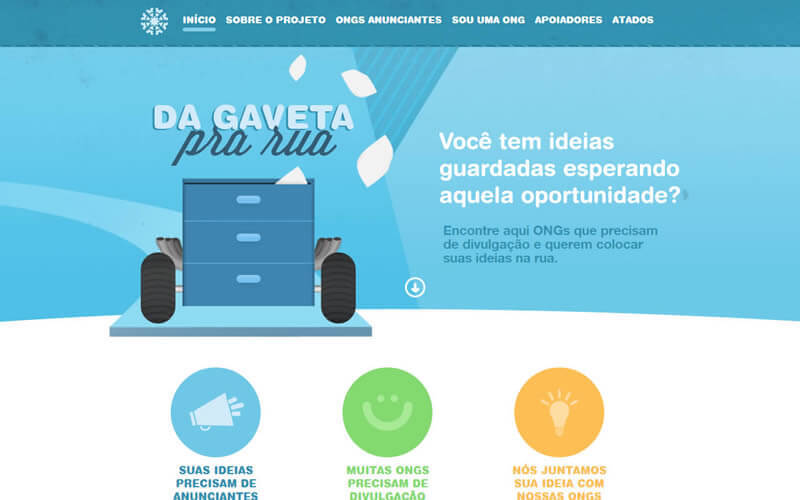 INÍCIO SOBRE O PROJETO ONGS ANUNCIANTES SOU UMA ONG APOIADORES ATADOS
DA GAVETA
pra rua
Você tem ideias
guardadas esperando
aquela oportunidade?
Encontre aqui ONGs que precisam
de divulgação e querem colocar
suas ideias na rua.
SUAS IDEIAS
PRECISAM DE
ANUNCIANTES
MUITAS ONGS
PRECISAM DE
DIVULGAÇÃO
NÓS JUNTAMOS
SUA IDEIA COM
NOSSAS ONGS